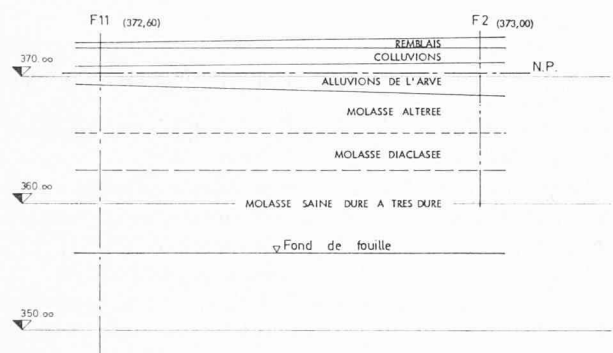 F11 (372,60)
F2 (373,00)
REMBLAIS
COLLUVIONS
370.00
N.P.
ALLUVIONS DE L'ARVE
MOLASSE ALTEREE
MOLASSE DIACLASEE
360.00
MOLASSE SAINE DURE A TRES DURE
Fond de fouille
350.00